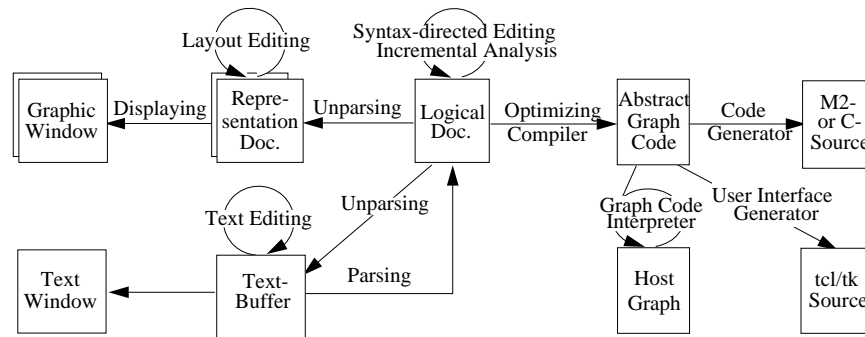 Layout Editing
Syntax-directed Editing
Incremental Analysis
Graphic
Window
Displaying
Repre-
sentation
Doc.
Unparsing
Logical
Doc.
Optimizing
Compiler
Abstract
Graph
Code
Code
Generator
M2-
or C-
Source
Text Editing
Unparsing
Graph Code
Interpreter
User Interface
Generator
Text
Window
Text-
Buffer
Parsing
Host
Graph
tcl/tk
Source